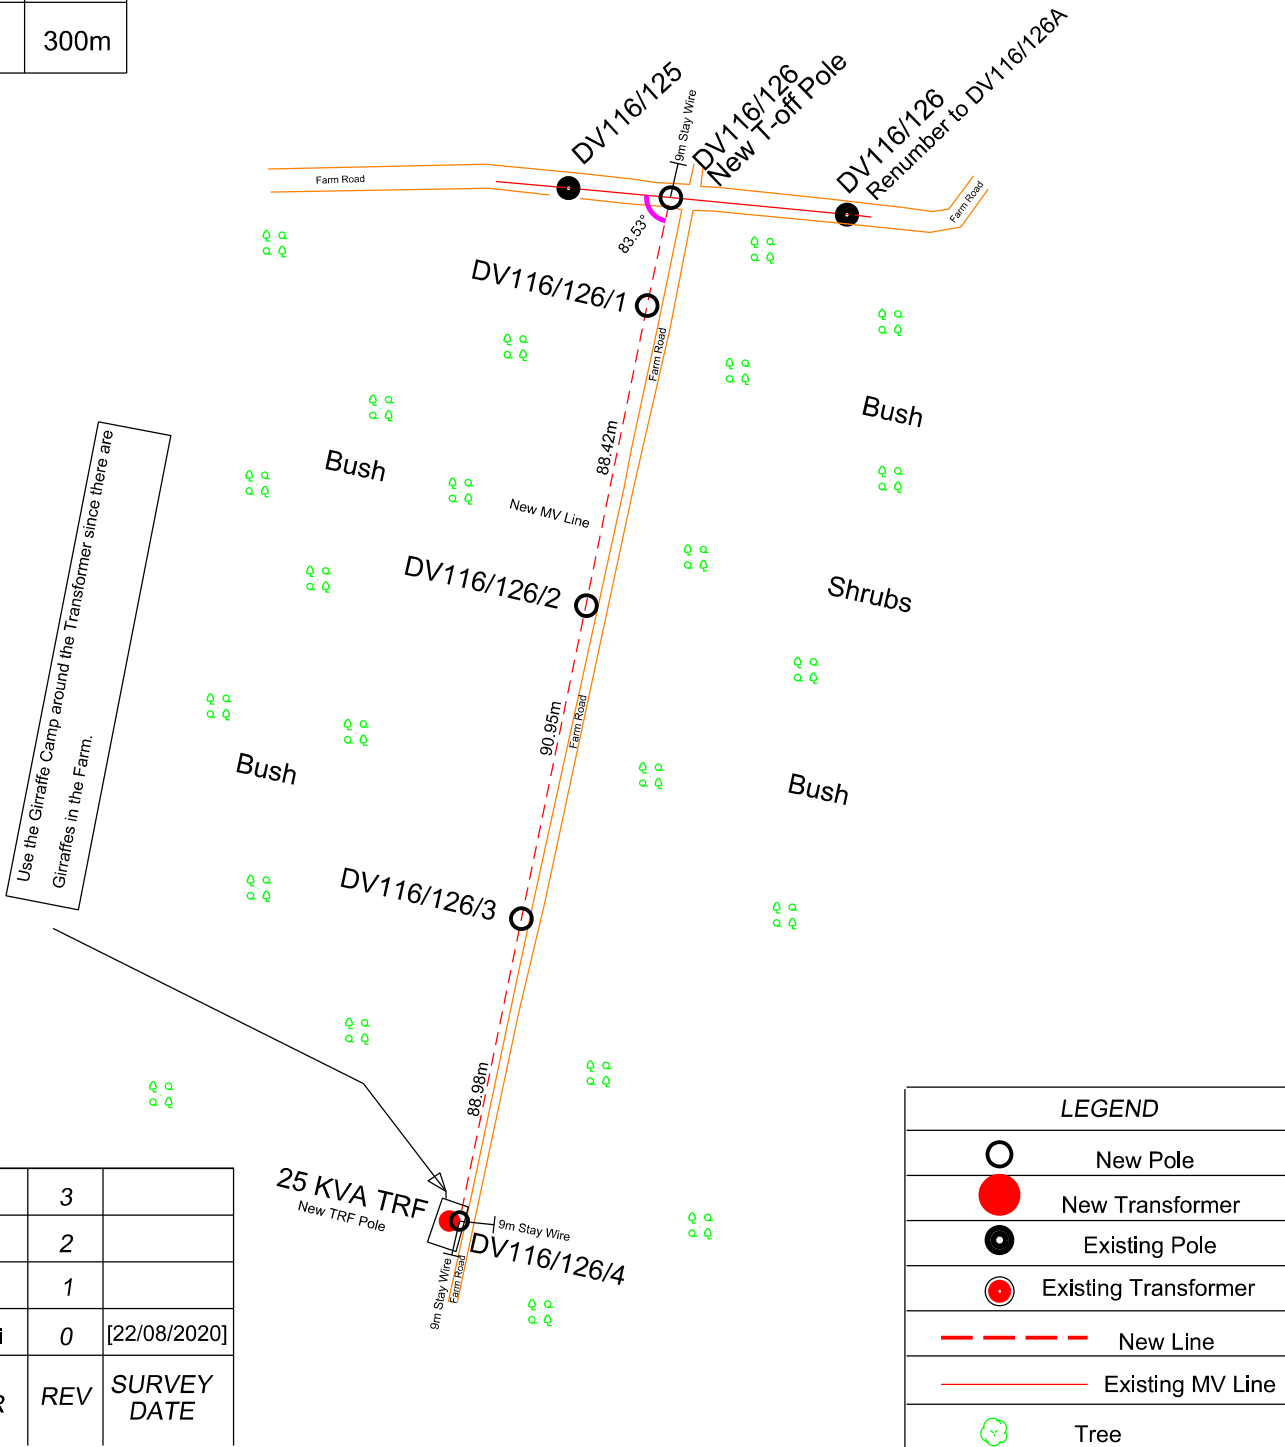 300m
DV116/125
9m Stay Wire
DV116/126
New T-off Pole
DV116/126
Renumber to DV116/126A
Farm Road
Farm Road
83.53°
DV116/126/1
Farm Road
Bush
88.42m
Bush
New MV Line
DV116/126/2
Shrubs
Use the Girraffe Camp around the Transformer since there are
Girraffes in the Farm.
90.95m
Farm Road
Bush
Bush
DV116/126/3
88.98m
25 KVA TRF
New TRF Pole
9m Stay Wire
DV116/126/4
9m Stay Wire
Farm Road
3
2
1
i 0 [22/08/2020]
R REV SURVEY
DATE
LEGEND
New Pole
New Transformer
Existing Pole
Existing Transformer
New Line
Existing MV Line
Tree